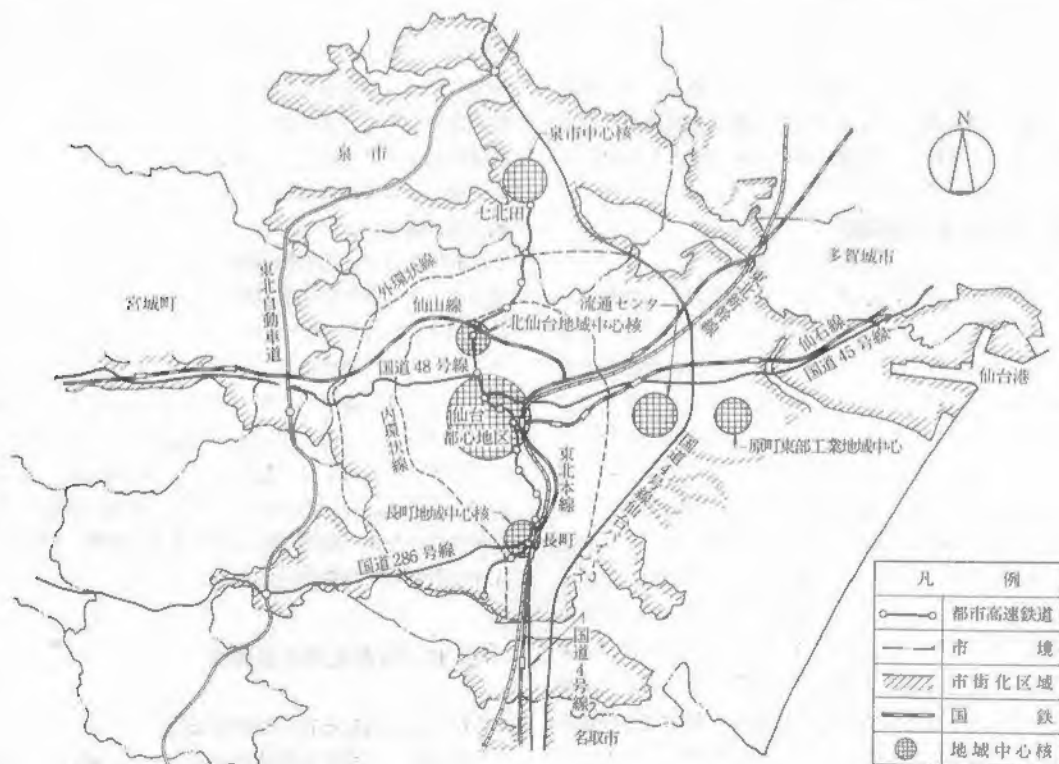 泉市中心核
泉市
七北田
N
多賀城市
東北自動車道
外環状線
宮城町
仙山線
流通センター
東北新幹線
北仙台地域中心核
仙石線
国道45号線
国道48号線
仙台港
仙台
都心地区
内環状線
東北本線
原町東部工業地域中心
長町地域中心核
長町
国道286号線
国道4号線
名取市
凡例
都市高速鉄道
市境
市街化区域
国鉄
地域中心核